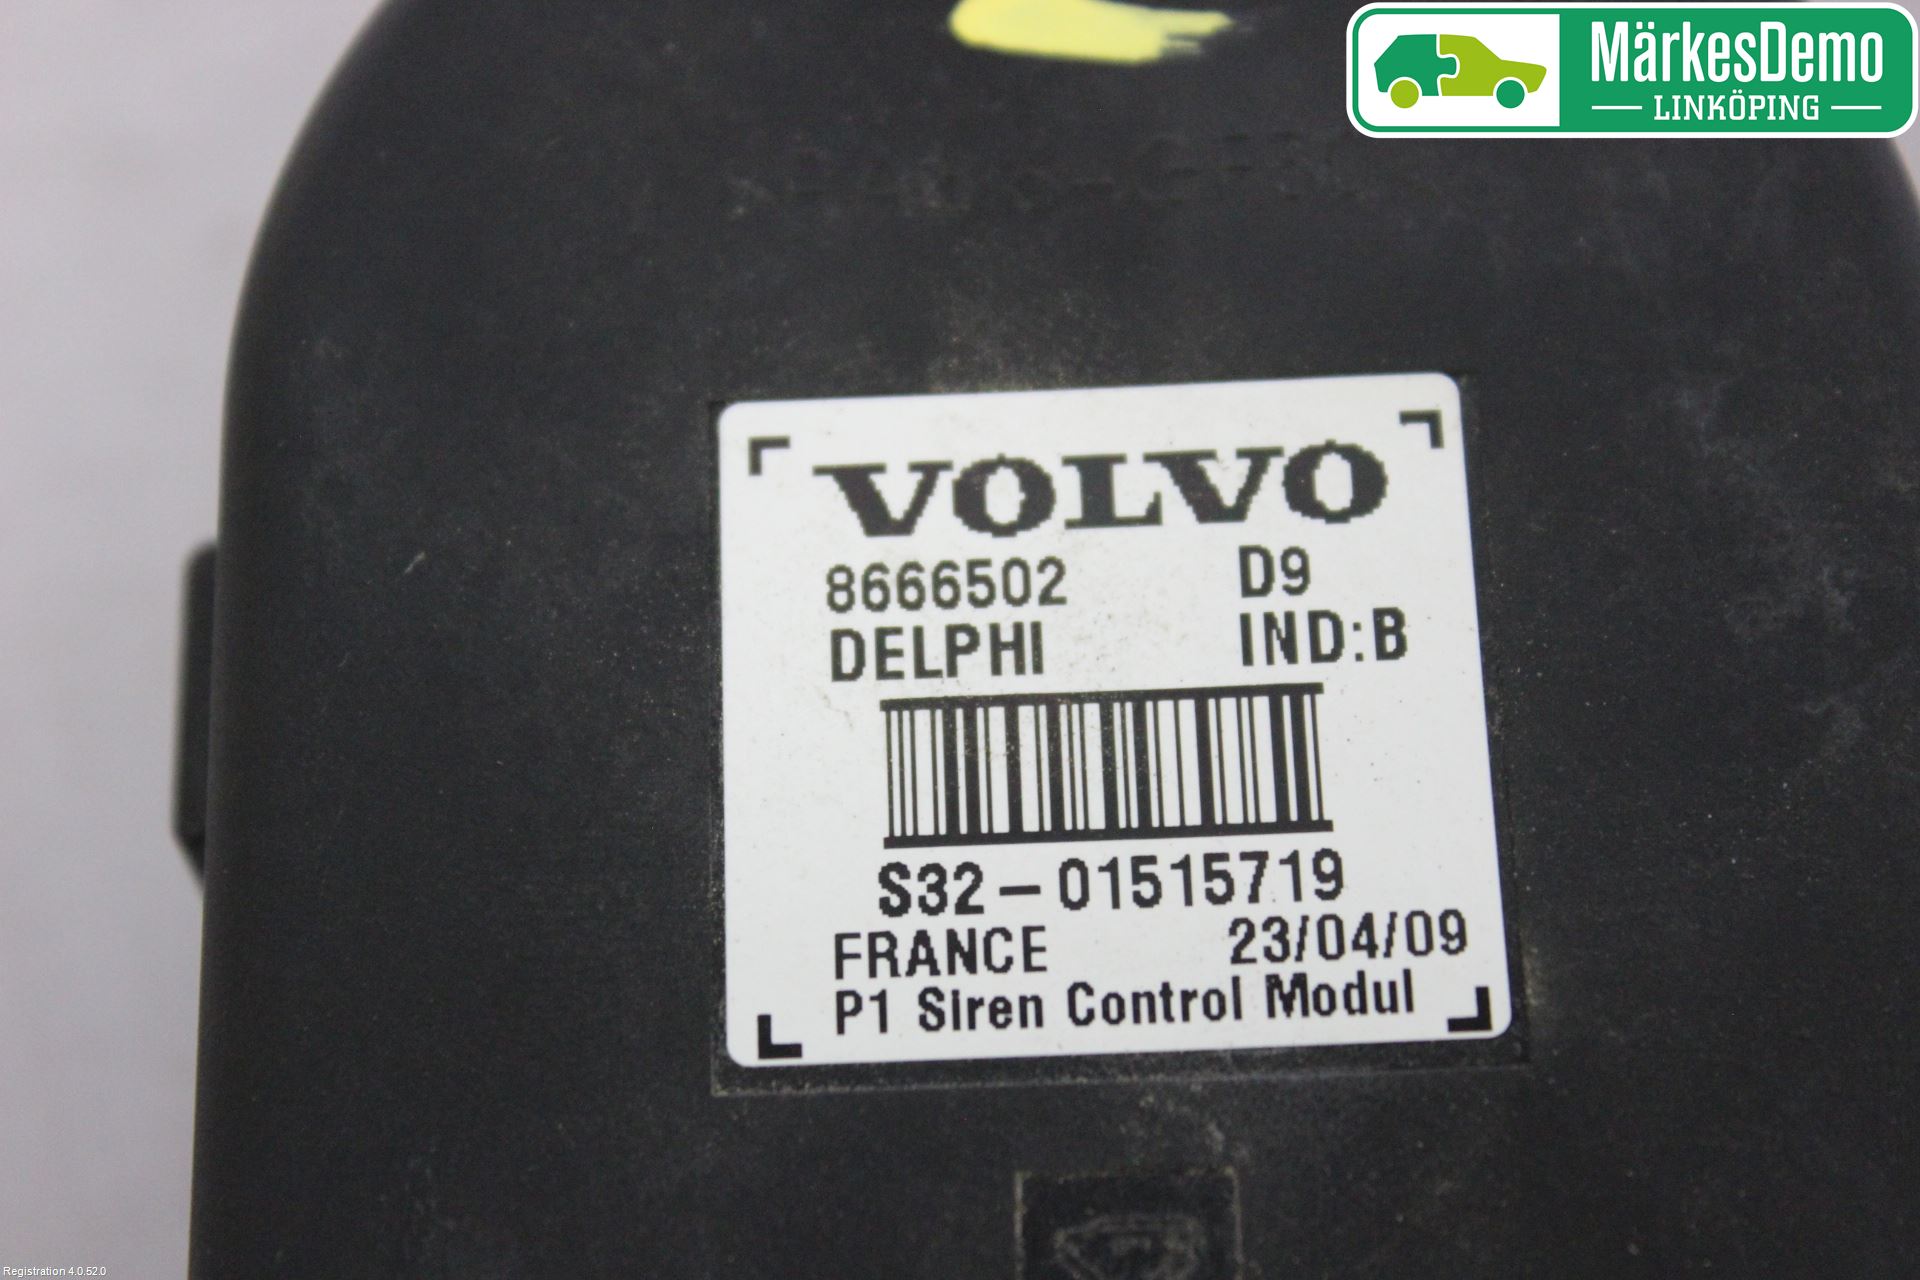 MärkesDemo
LINKÖPING
VOLVO
8666502 D9
DELPHI IND:B
S32-01515719
FRANCE 23/04/09
P1 Siren Control Modul
Registration 4.0.52.0